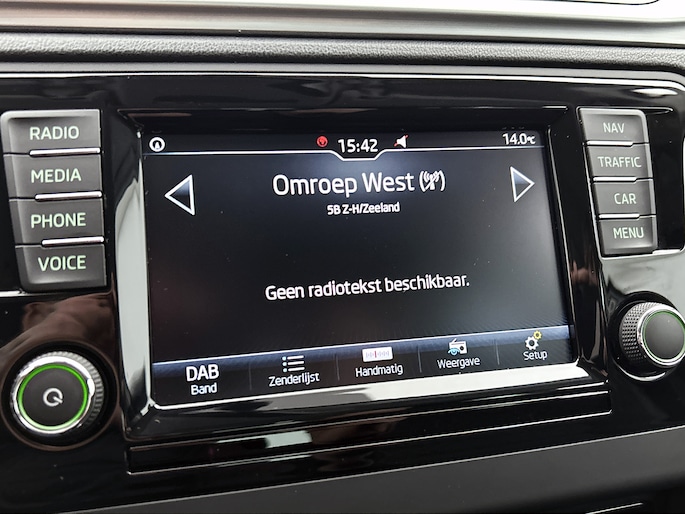 RADIO
MEDIA
PHONE
VOICE
15:42
14.0°C
Omroep West
5B Z-H/Zeeland
Geen radiotekst beschikbaar.
DAB
Band
Zenderlijst
Handmatig
Weergave
Setup
NAV
TRAFFIC
CAR
MENU